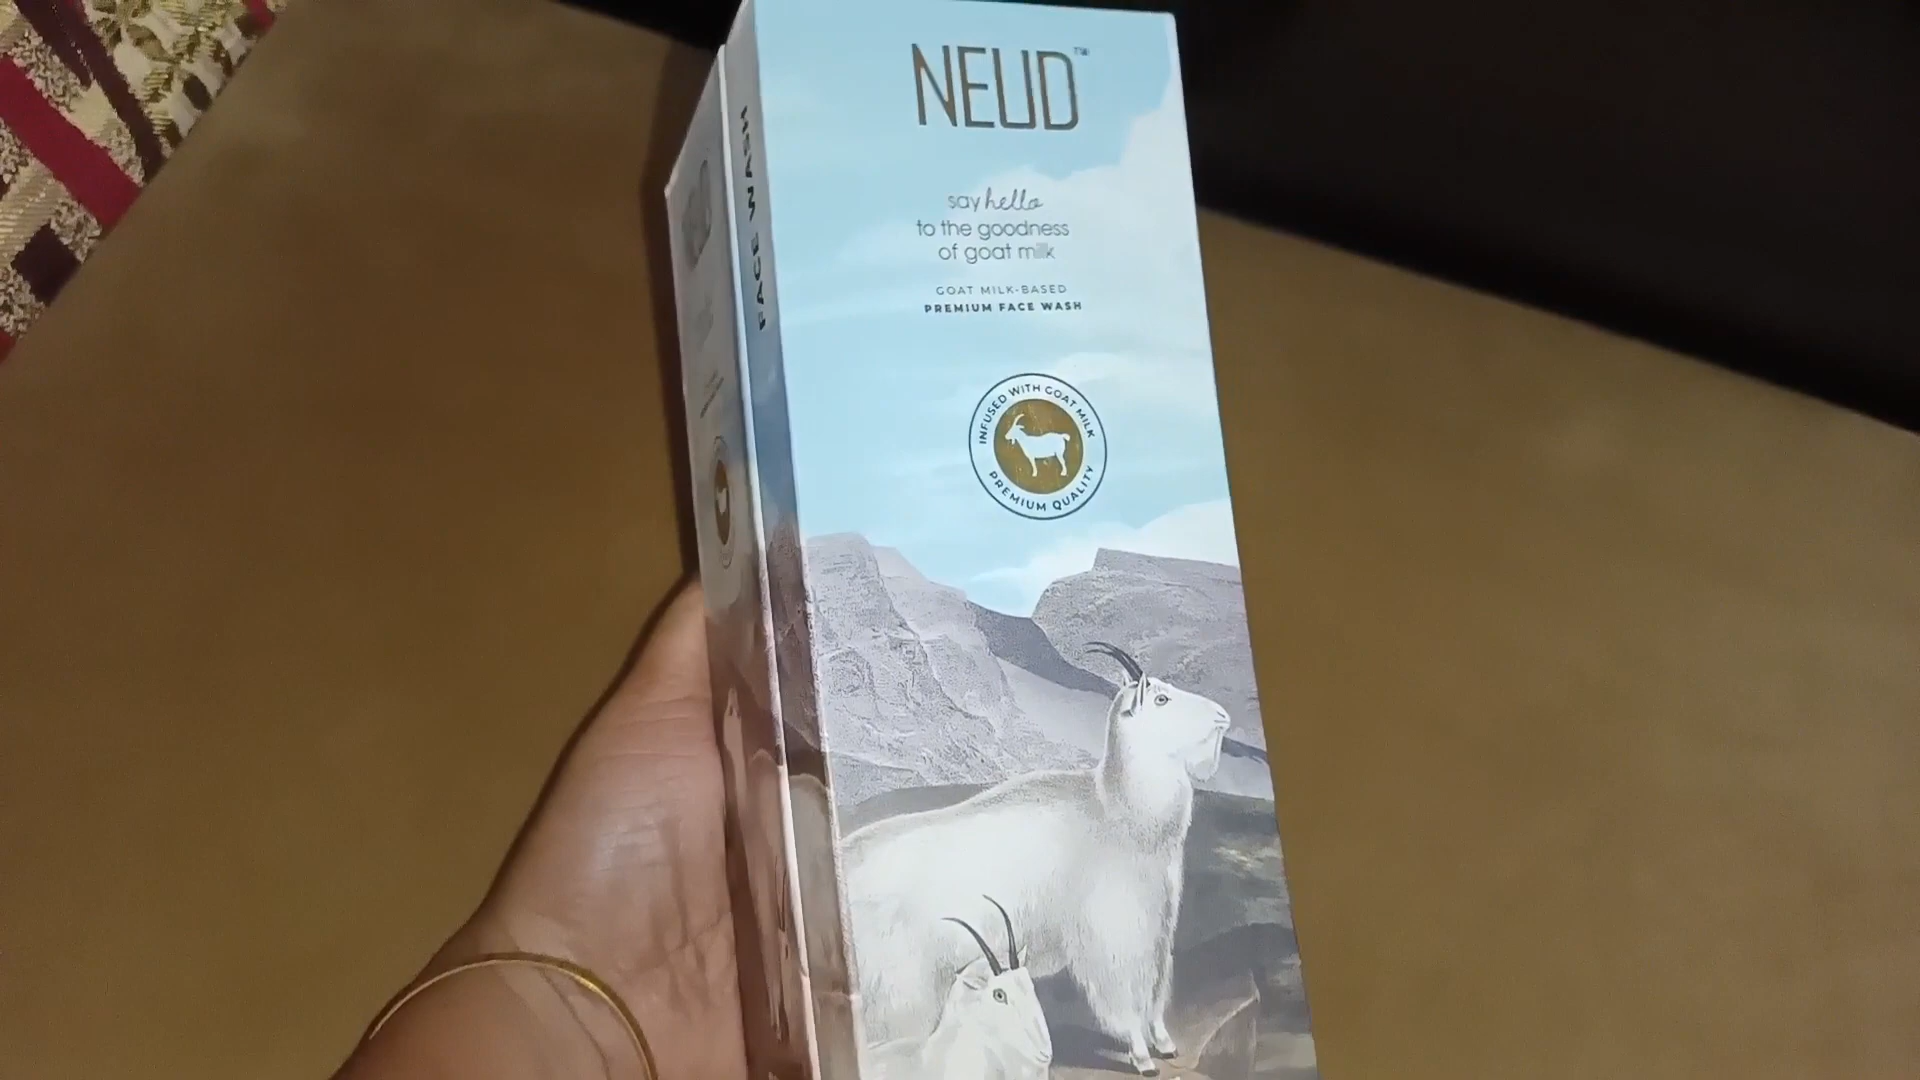 NEUD™
say hello
to the goodness
of goat milk
GOAT MILK-BASED
PREMIUM FACE WASH
INFUSED WITH GOAT MILK
PREMIUM QUALITY
FACE WASH